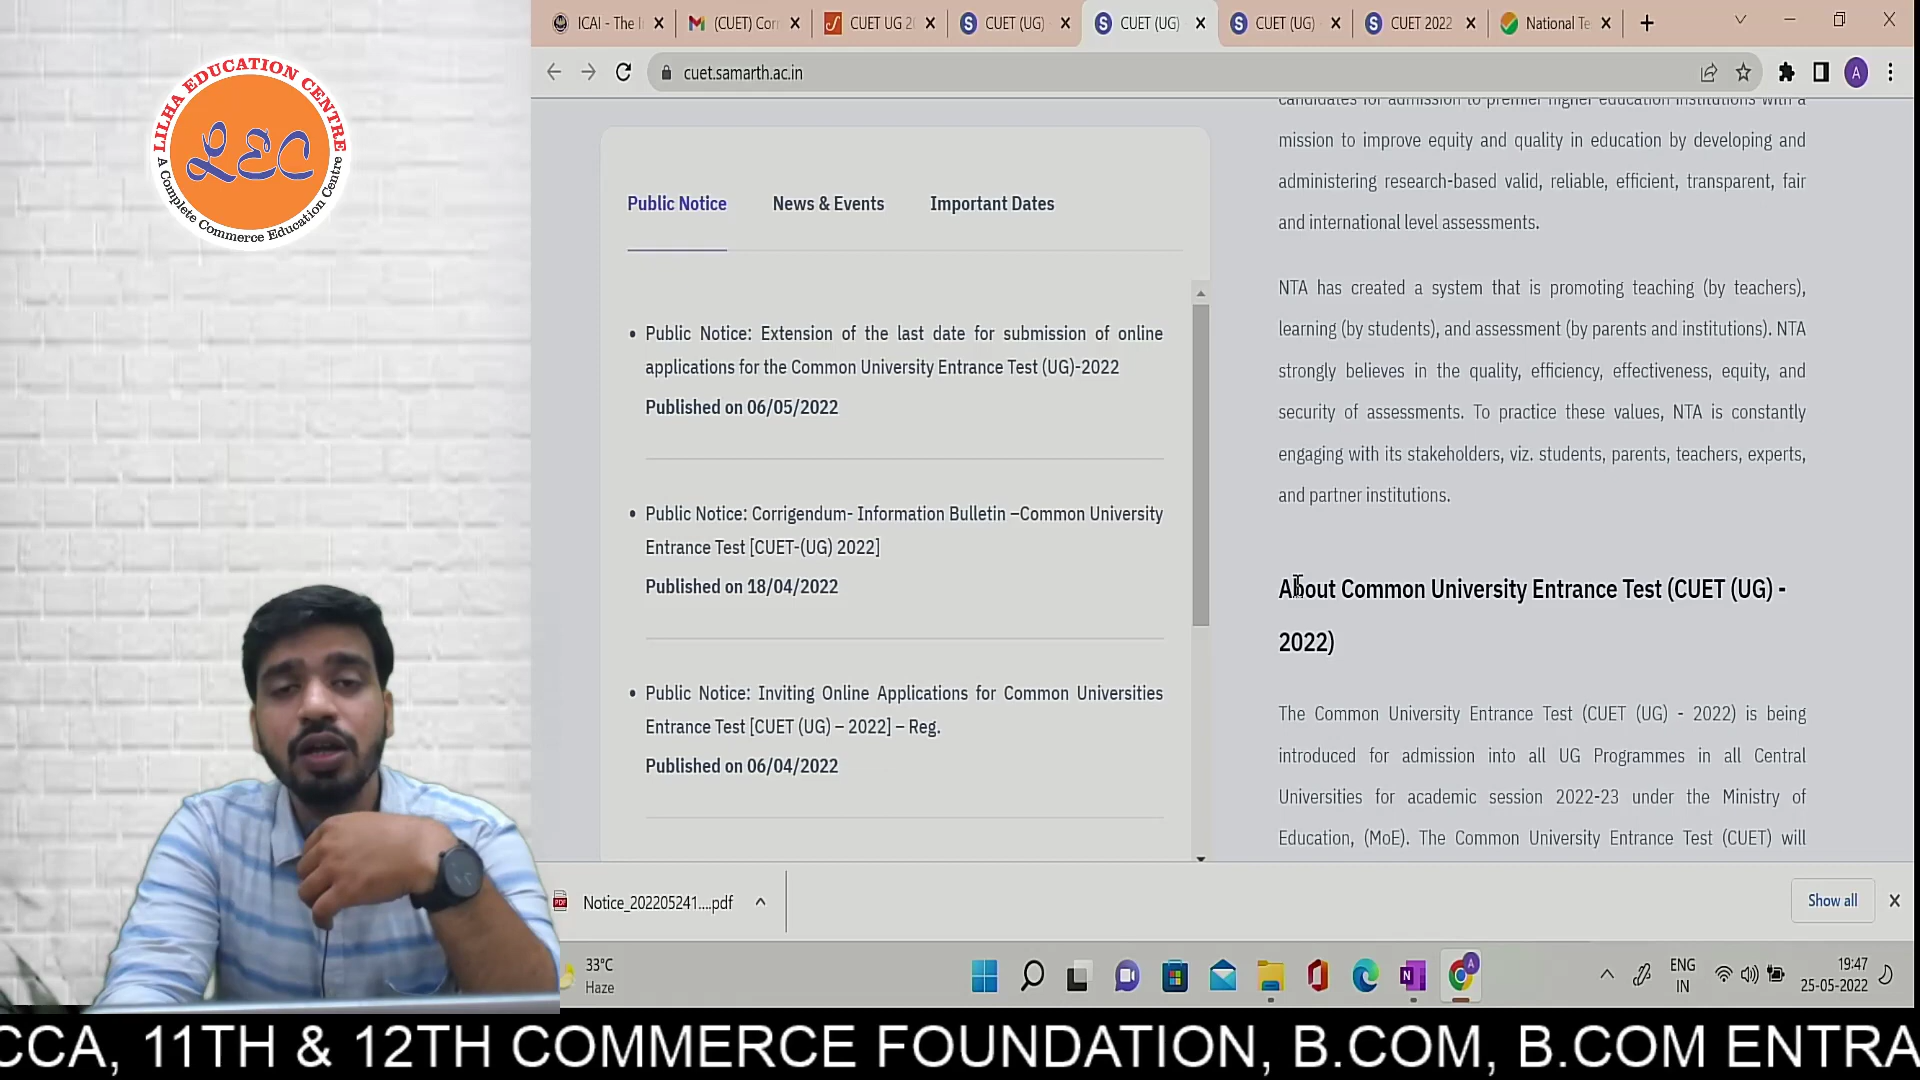 LILHA EDUCATION CENTRE
LEC
A Complete Commerce Education Centre
ICAI - The I
(CUET) Corr
CUET UG 2
CUET (UG)
CUET (UG)
CUET (UG)
CUET 2022
National Te
cuet.samarth.ac.in
A
Public Notice
News & Events
Important Dates
Public Notice: Extension of the last date for submission of online
applications for the Common University Entrance Test (UG)-2022
Published on 06/05/2022
Public Notice: Corrigendum- Information Bulletin –Common University
Entrance Test [CUET-(UG) 2022]
Published on 18/04/2022
Public Notice: Inviting Online Applications for Common Universities
Entrance Test [CUET (UG) – 2022] – Reg.
Published on 06/04/2022
candidates for admission to premier higher education institutions with a
mission to improve equity and quality in education by developing and
administering research-based valid, reliable, efficient, transparent, fair
and international level assessments.
NTA has created a system that is promoting teaching (by teachers),
learning (by students), and assessment (by parents and institutions). NTA
strongly believes in the quality, efficiency, effectiveness, equity, and
security of assessments. To practice these values, NTA is constantly
engaging with its stakeholders, viz. students, parents, teachers, experts,
and partner institutions.
About Common University Entrance Test (CUET (UG) -
2022)
The Common University Entrance Test (CUET (UG) - 2022) is being
introduced for admission into all UG Programmes in all Central
Universities for academic session 2022-23 under the Ministry of
Education, (MoE). The Common University Entrance Test (CUET) will
Notice_202205241....pdf
Show all
33°C
Haze
ENG
IN
19:47
25-05-2022
CCA, 11TH & 12TH COMMERCE FOUNDATION, B.COM, B.COM ENTRA